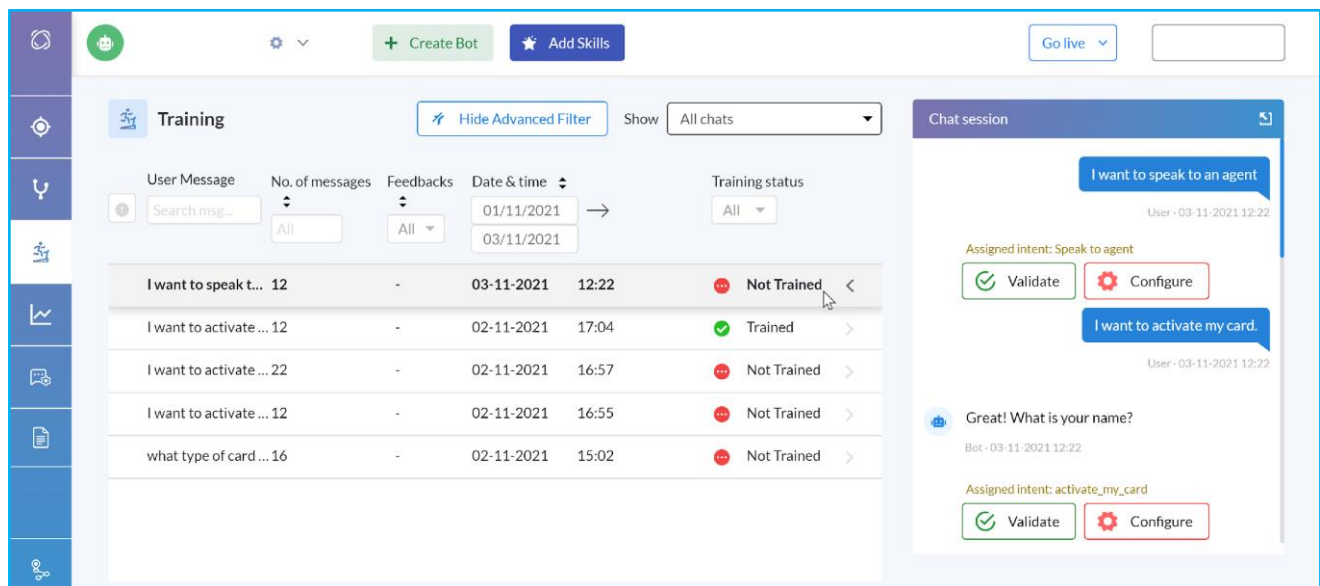 Create Bot
Add Skills
Go live
Training
Hide Advanced Filter
Show
All chats
User Message
No. of messages
Feedbacks
Date & time
Training status
Search msg...
All
All
01/11/2021
03/11/2021
All
I want to speak t... 12 - 03-11-2021 12:22 Not Trained
I want to activate ... 12 - 02-11-2021 17:04 Trained
I want to activate ... 22 - 02-11-2021 16:57 Not Trained
I want to activate ... 12 - 02-11-2021 16:55 Not Trained
what type of card ... 16 - 02-11-2021 15:02 Not Trained
Chat session
I want to speak to an agent
User - 03-11-2021 12:22
Assigned intent: Speak to agent
Validate
Configure
I want to activate my card.
User - 03-11-2021 12:22
Great! What is your name?
Bot - 03-11-2021 12:22
Assigned intent: activate_my_card
Validate
Configure